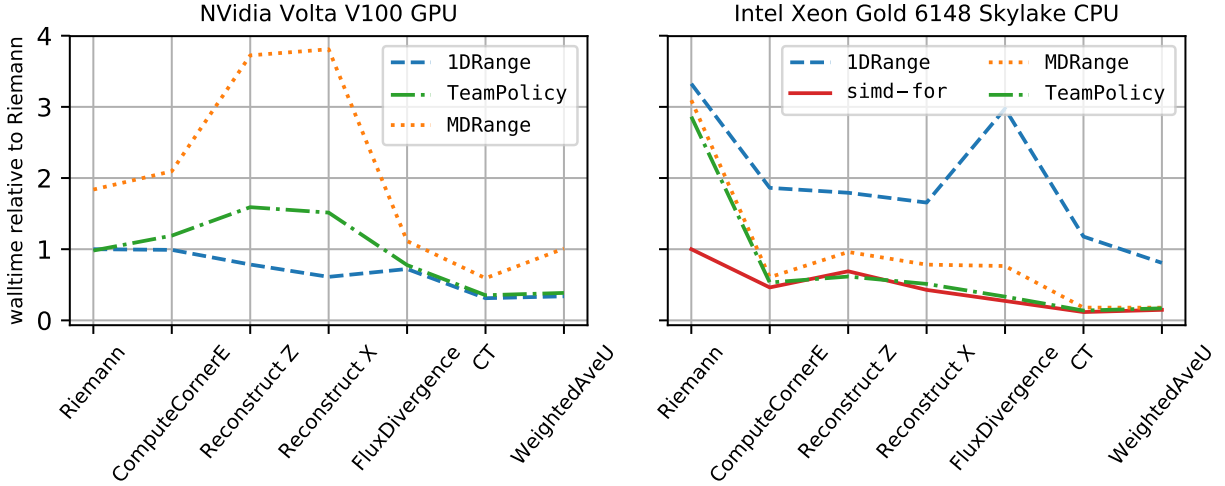 NVidia Volta V100 GPU
walltime relative to Riemann
4
3
2
1
0
1DRange
TeamPolicy
MDRange
Riemann
ComputeCornerE
Reconstruct Z
Reconstruct X
FluxDivergence
CT
WeightedAveU
Intel Xeon Gold 6148 Skylake CPU
1DRange
simd-for
MDRange
TeamPolicy
Riemann
ComputeCornerE
Reconstruct Z
Reconstruct X
FluxDivergence
CT
WeightedAveU